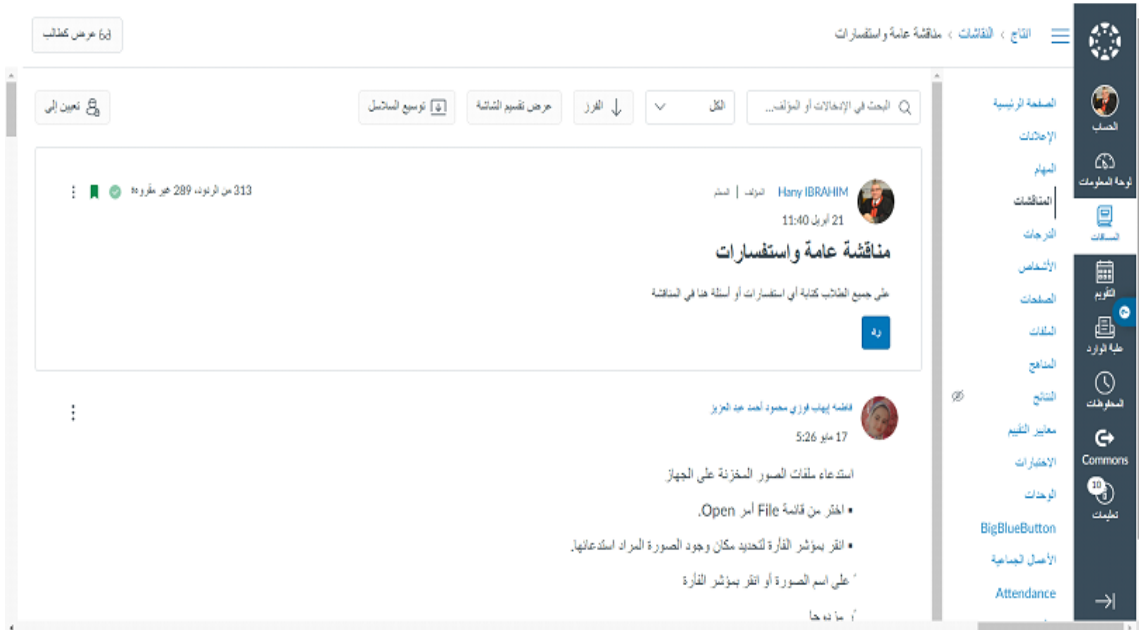 التاج › النقاشات › مناقشة عامة واستفسارات
عرض كطالب
الحساب
لوحة المعلومات
المساقات
التقويم
علبة الوارد
المحفوظات
Commons
10
تعليمات
الصفحة الرئيسية
الإعلانات
المهام
المناقشات
الدرجات
الأشخاص
الصفحات
الملفات
المناهج
النتائج
معايير التقييم
الاختبارات
الوحدات
BigBlueButton
الأعمال الجماعية
Attendance
البحث في الإدخالات أو المؤلف...
الكل
الفرز
عرض تقسيم الشاشة
توسيع السلاسل
تعيين إلى
Hany IBRAHIM المؤلف | المعلم
313 من الردود، 289 غير مقروءة
21 أبريل 11:40
مناقشة عامة واستفسارات
على جميع الطلاب كتابة أي استفسارات أو أسئلة هنا في المناقشة
رد
فاطمه إيهاب فوزي محمود أحمد عبد العزيز
17 مايو 5:26
استدعاء ملفات الصور المخزنة على الجهاز
• اختر من قائمة File أمر Open.
• انقر بمؤشر الفأرة لتحديد مكان وجود الصورة المراد استدعائها.
على اسم الصورة أو انقر بمؤشر الفأرة